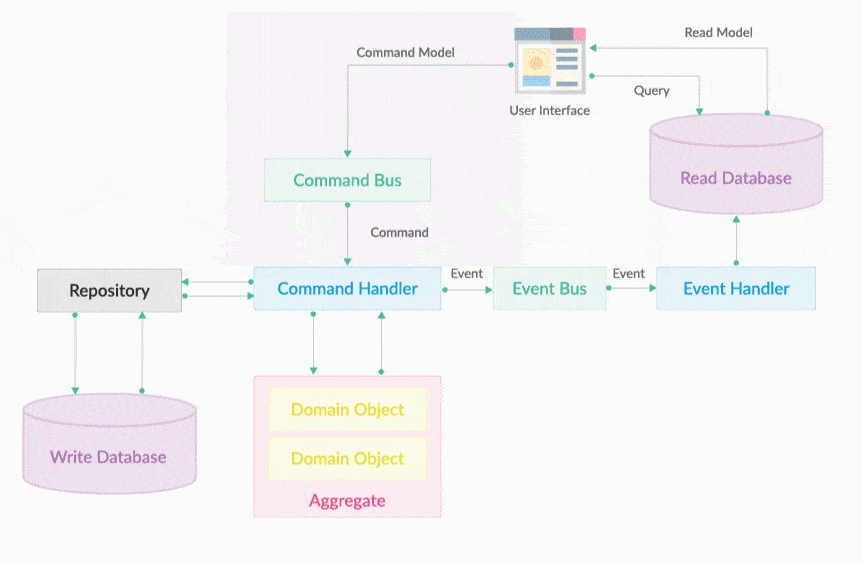 Read Model
Command Model
Query
User Interface
Command Bus
Read Database
Command
Repository
Command Handler
Event
Event Bus
Event
Event Handler
Domain Object
Write Database
Domain Object
Aggregate